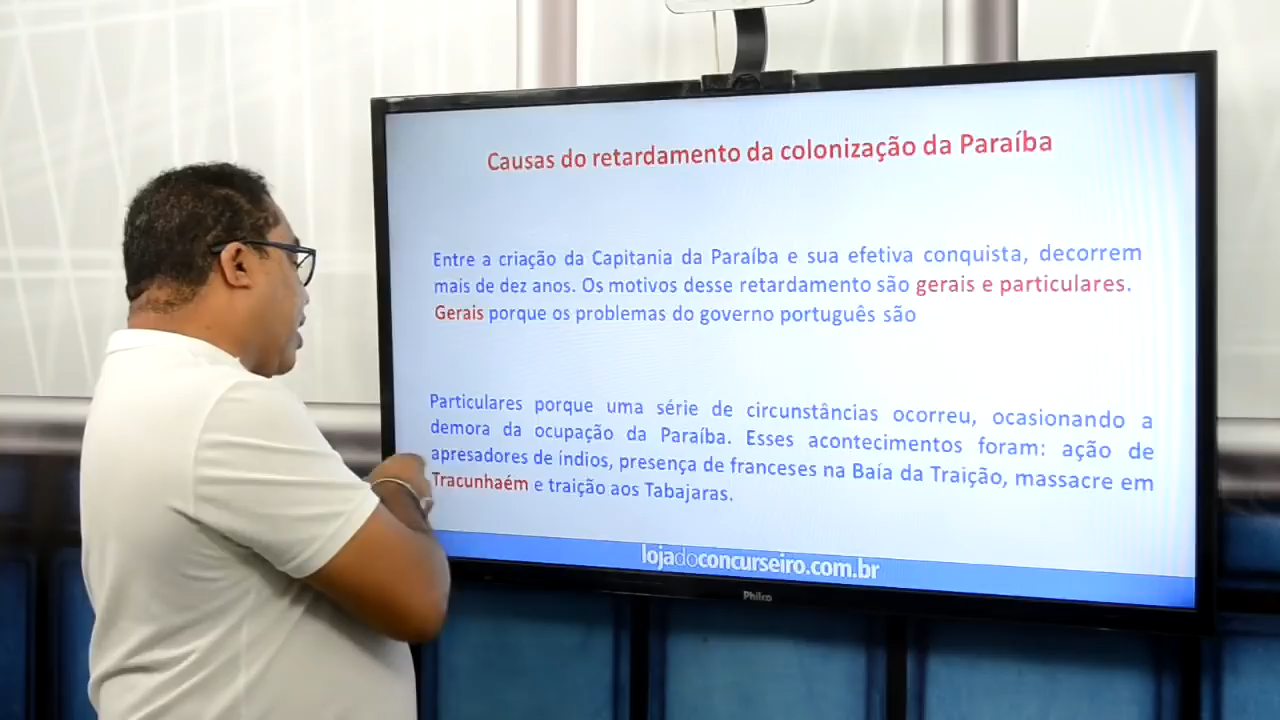 Causas do retardamento da colonização da Paraíba
Entre a criação da Capitania da Paraíba e sua efetiva conquista, decorrem
mais de dez anos. Os motivos desse retardamento são gerais e particulares.
Gerais porque os problemas do governo português são
Particulares porque uma série de circunstâncias ocorreu, ocasionando a
demora da ocupação da Paraíba. Esses acontecimentos foram: ação de
apresadores de índios, presença de franceses na Baía da Traição, massacre em
Tracunhaém e traição aos Tabajaras.
lojadoconcurseiro.com.br
Philco